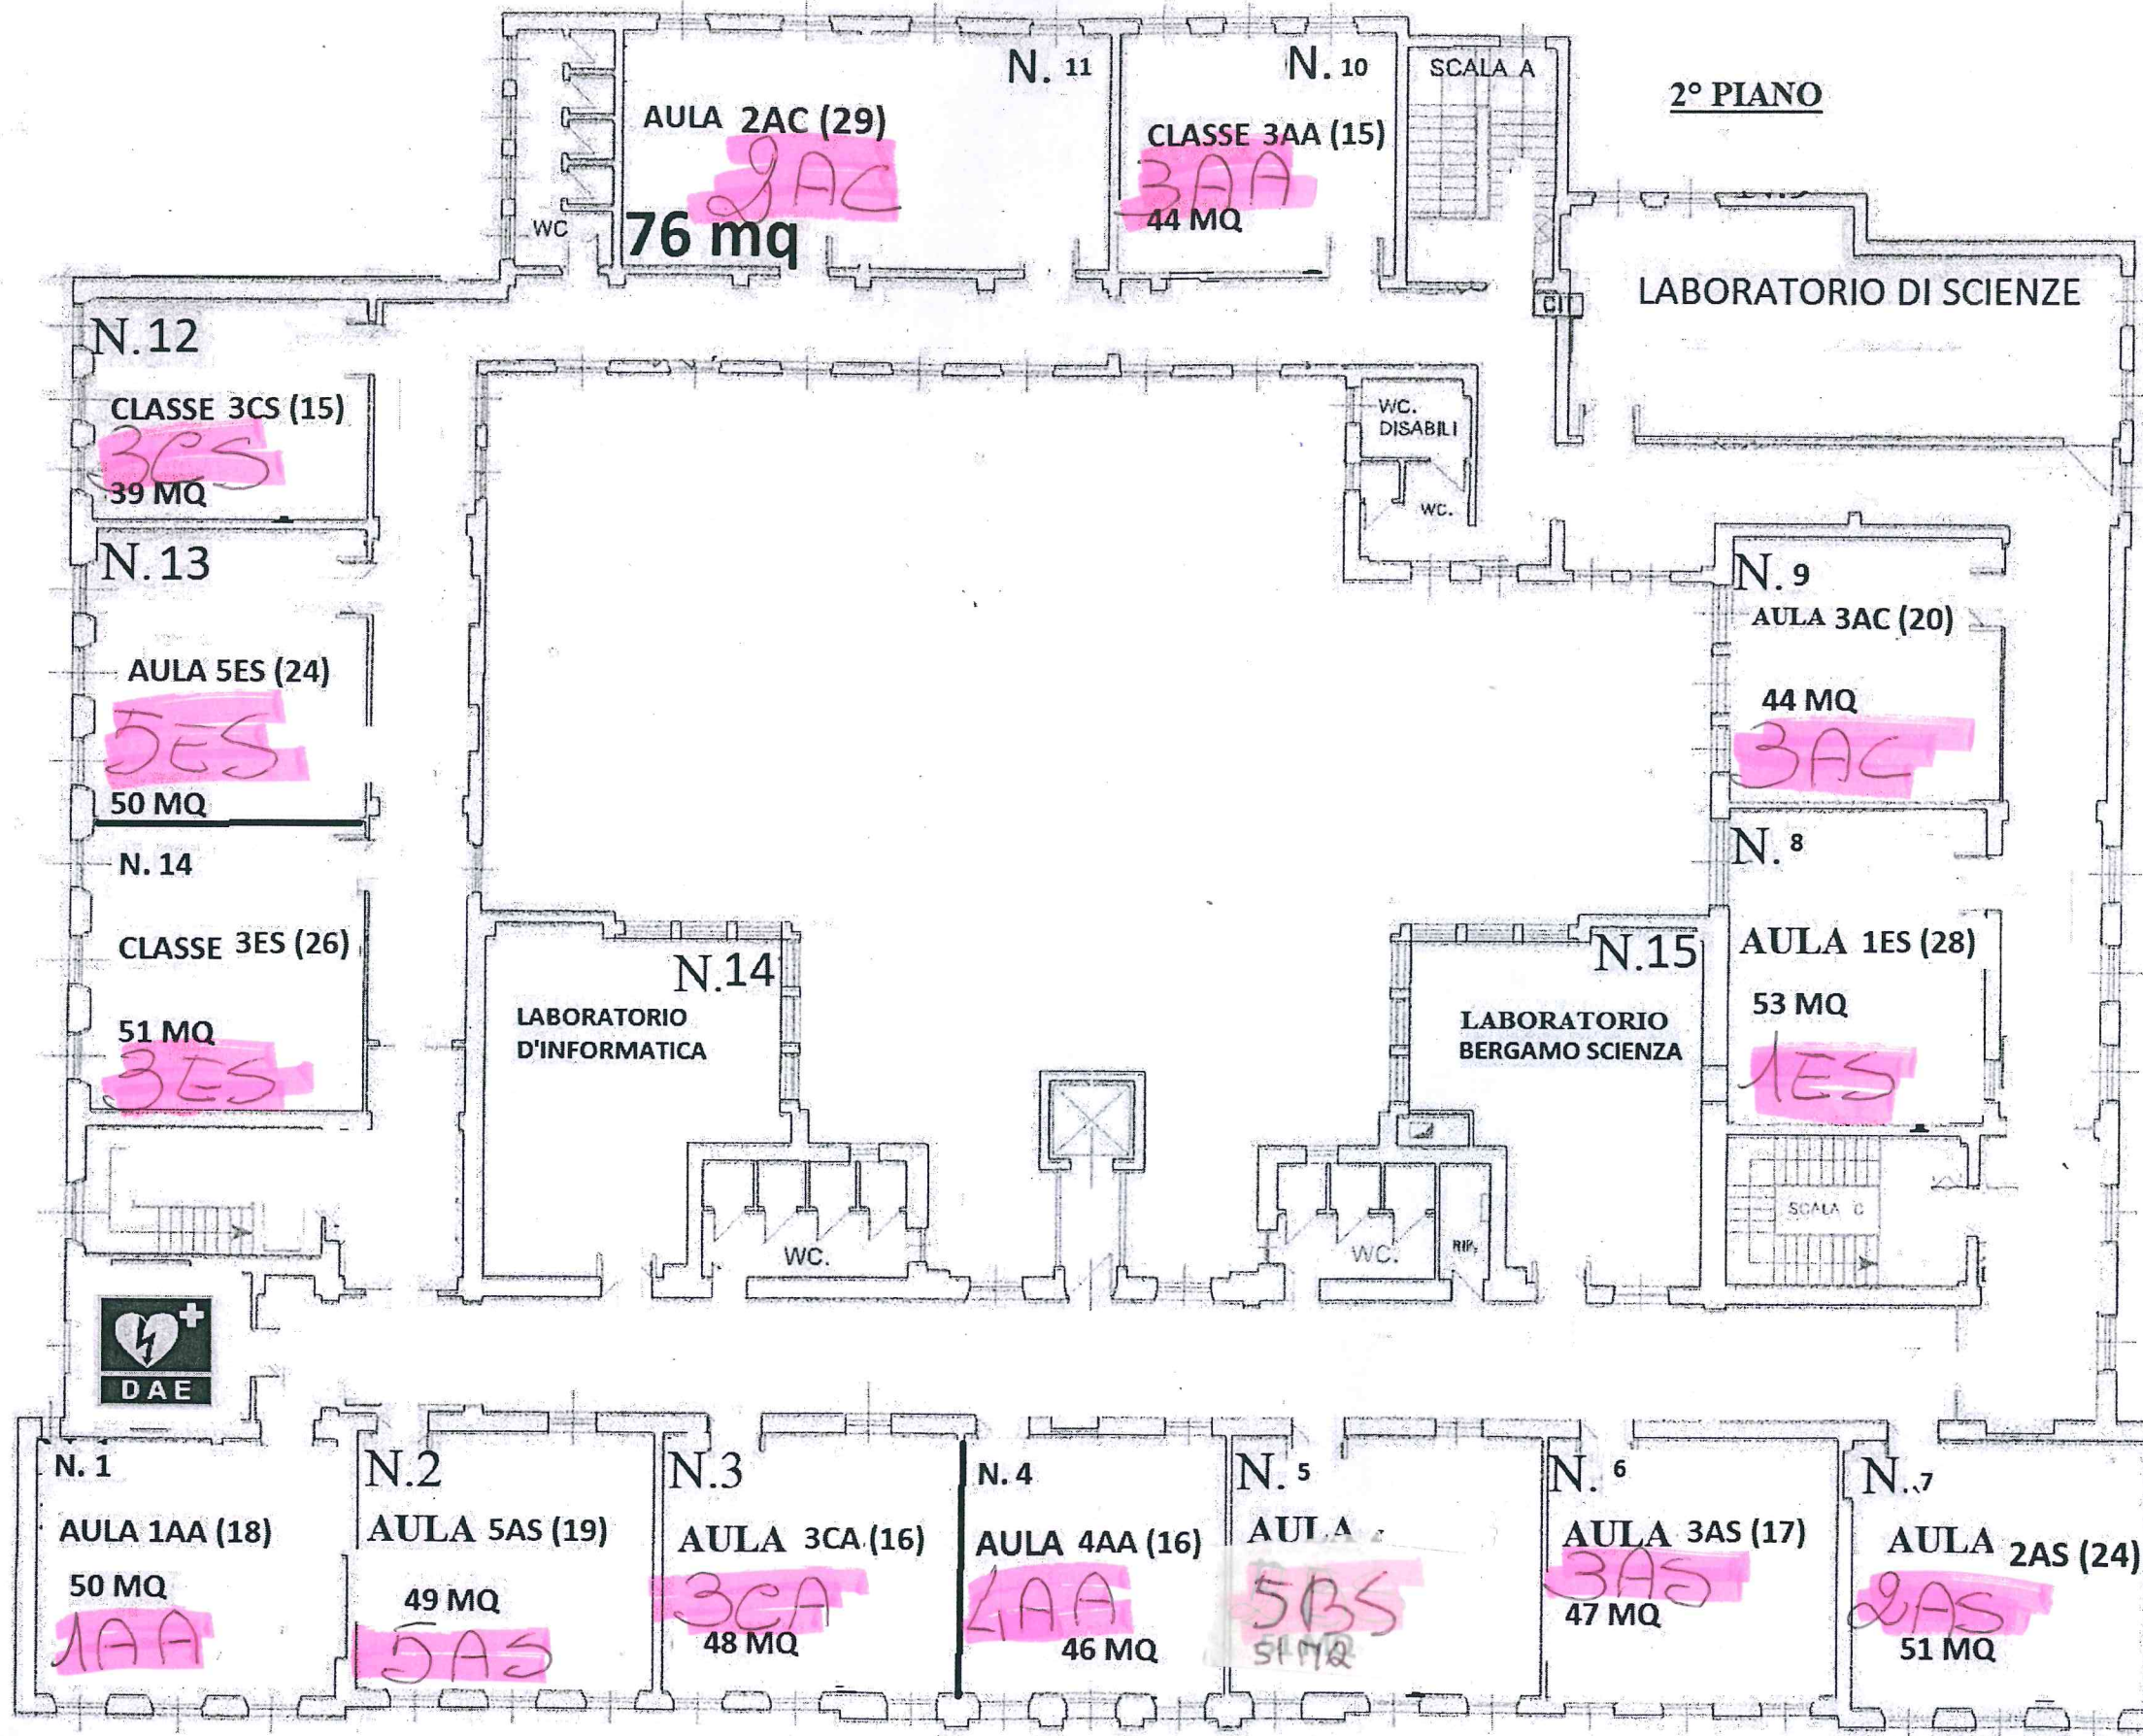 2° PIANO
N. 11
AULA 2AC (29)
2AC
76 mq
WC
N. 10
CLASSE 3AA (15)
3AA
44 MQ
SCALA A
CI
LABORATORIO DI SCIENZE
N.12
CLASSE 3CS (15)
3CS
39 MQ
WC.
DISABILI
WC.
N.13
AULA 5ES (24)
5ES
50 MQ
N. 9
AULA 3AC (20)
44 MQ
3AC
N. 14
CLASSE 3ES (26)
51 MQ
3ES
N.14
LABORATORIO
D'INFORMATICA
WC.
N.15
LABORATORIO
BERGAMO SCIENZA
WC.
RIP.
N. 8
AULA 1ES (28)
53 MQ
1ES
SCALA C
DAE
N. 1
AULA 1AA (18)
50 MQ
1AA
N.2
AULA 5AS (19)
49 MQ
5AS
N.3
AULA 3CA (16)
3CA
48 MQ
N. 4
AULA 4AA (16)
4AA
46 MQ
N. 5
AULA
5BS
51 MQ
N. 6
AULA 3AS (17)
3AS
47 MQ
N. 7
AULA 2AS (24)
2AS
51 MQ